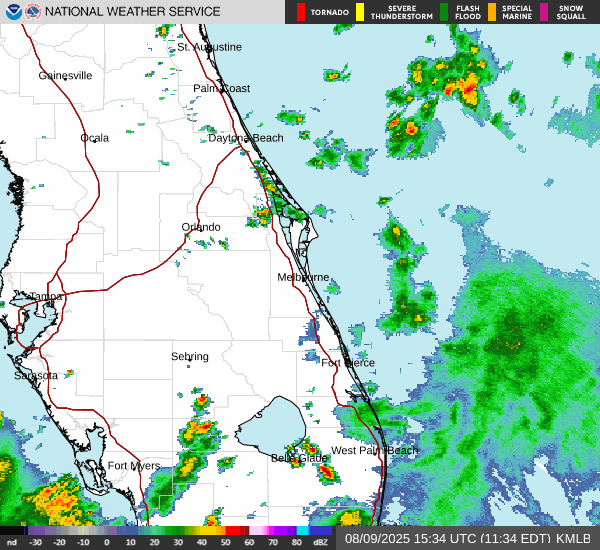 NATIONAL WEATHER SERVICE
TORNADO
SEVERE THUNDERSTORM
FLASH FLOOD
SPECIAL MARINE
SNOW SQUALL
St. Augustine
Gainesville
Palm Coast
Ocala
Daytona Beach
Orlando
Melbourne
Tampa
Sebring
Fort Pierce
Sarasota
West Palm Beach
Belle Glade
Fort Myers
nd -30 -20 -10 0 10 20 30 40 50 60 70 80 dBZ
08/09/2025 15:34 UTC (11:34 EDT) KMLB